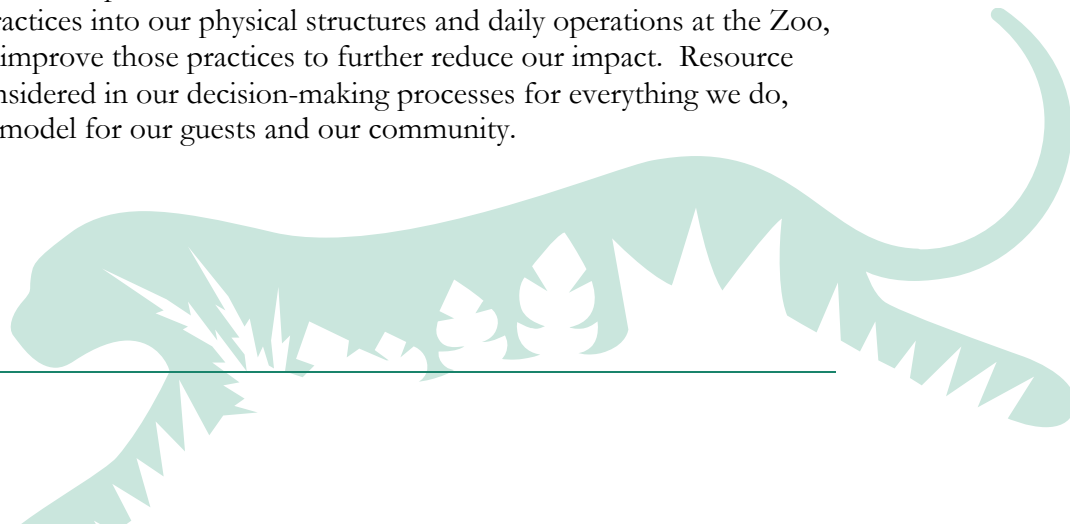 ractices into our physical structures and daily operations at the Zoo,
improve those practices to further reduce our impact.  Resource
nsidered in our decision-making processes for everything we do,
model for our guests and our community.